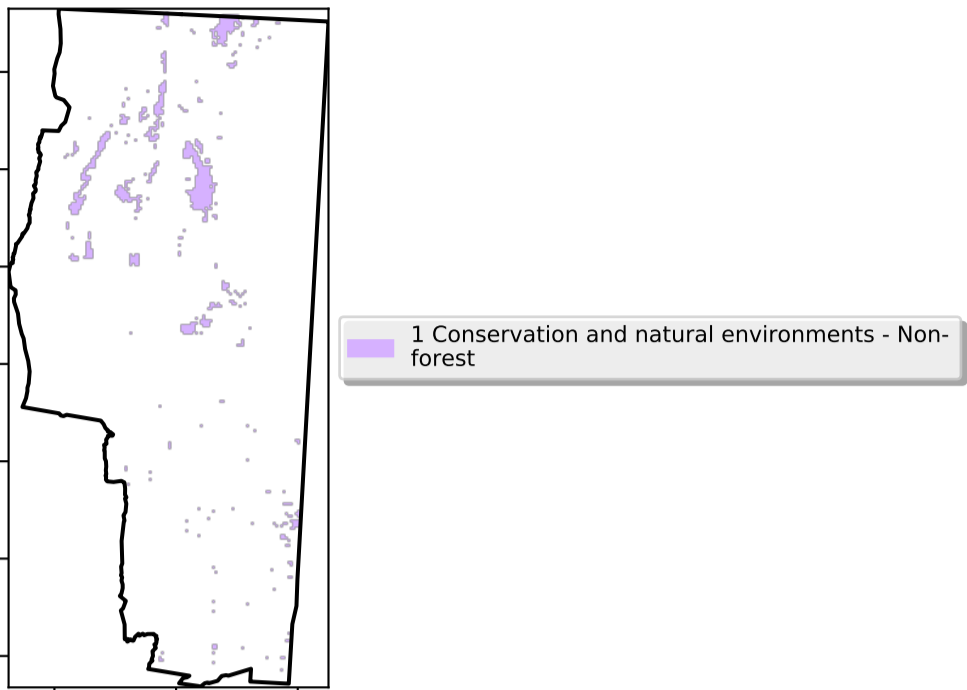 1 Conservation and natural environments - Non-
forest